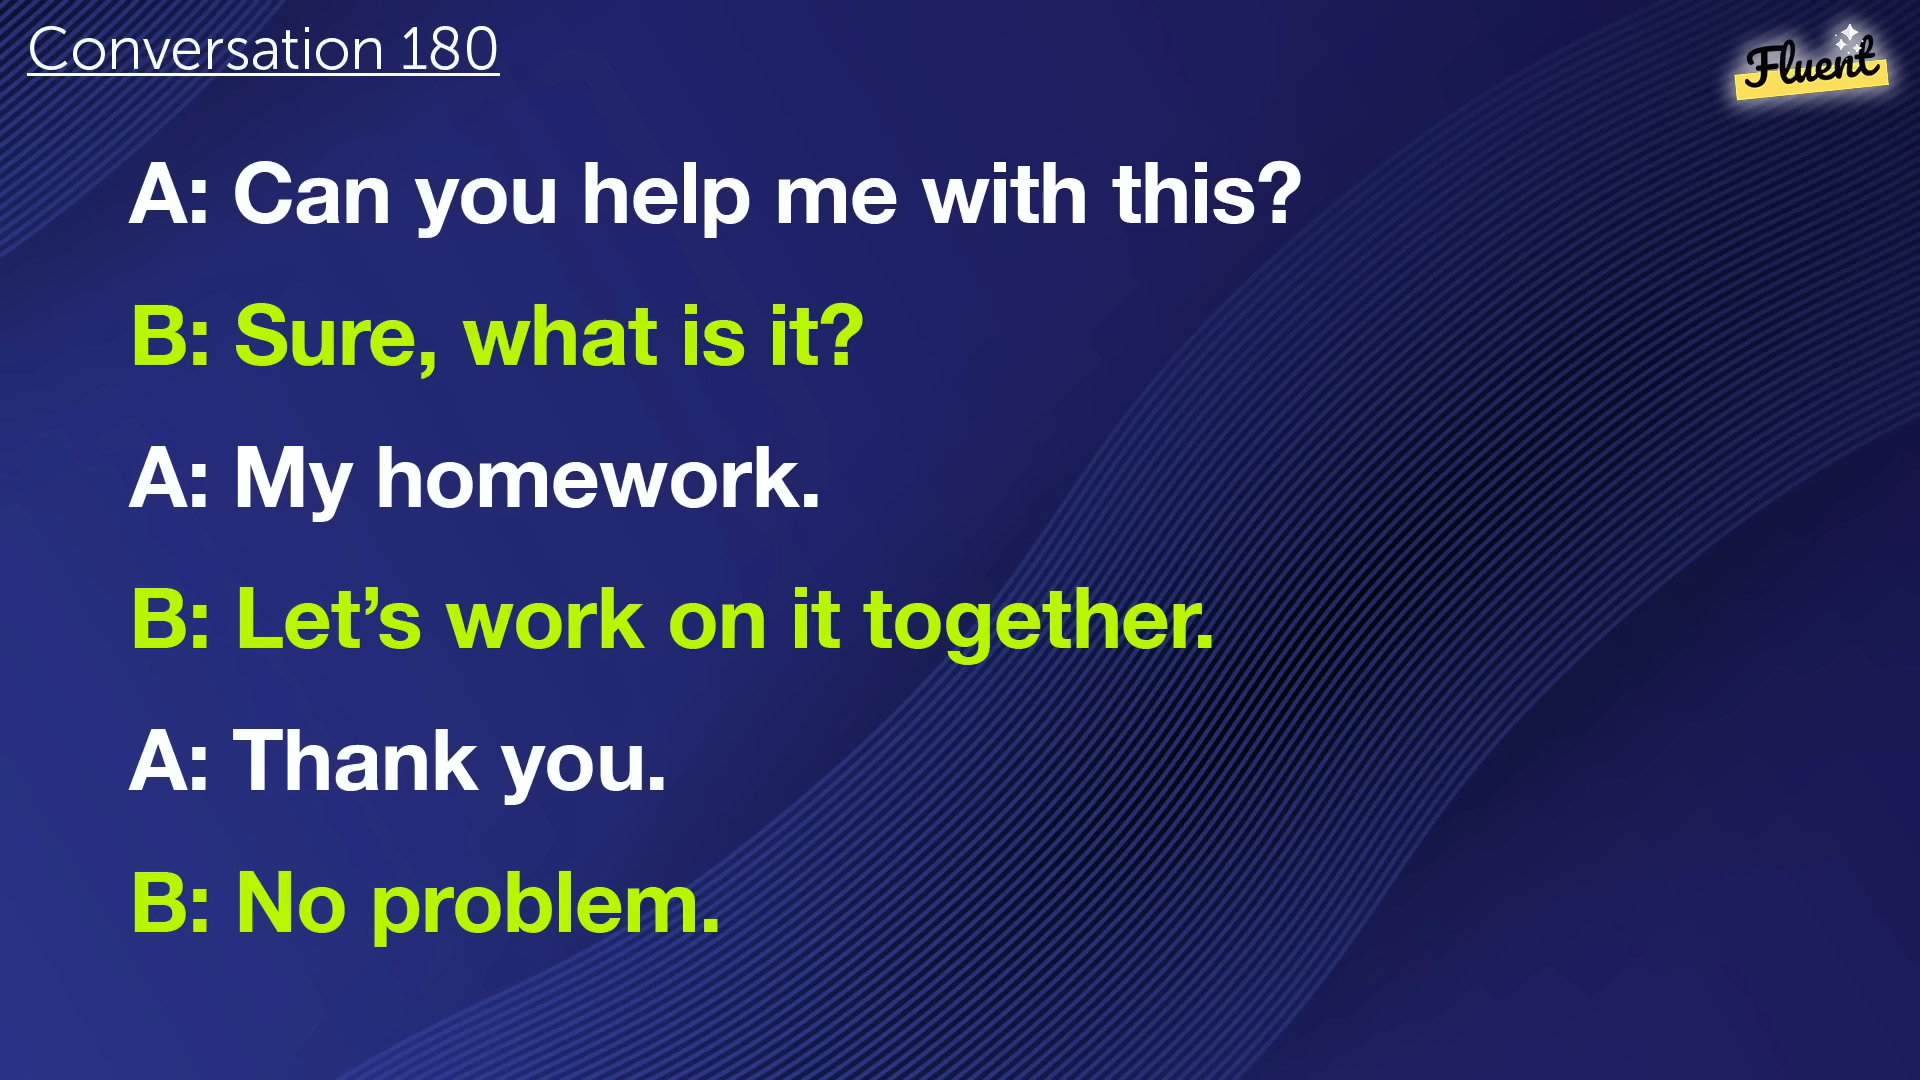 Conversation 180
Fluent
A: Can you help me with this?
B: Sure, what is it?
A: My homework.
B: Let’s work on it together.
A: Thank you.
B: No problem.